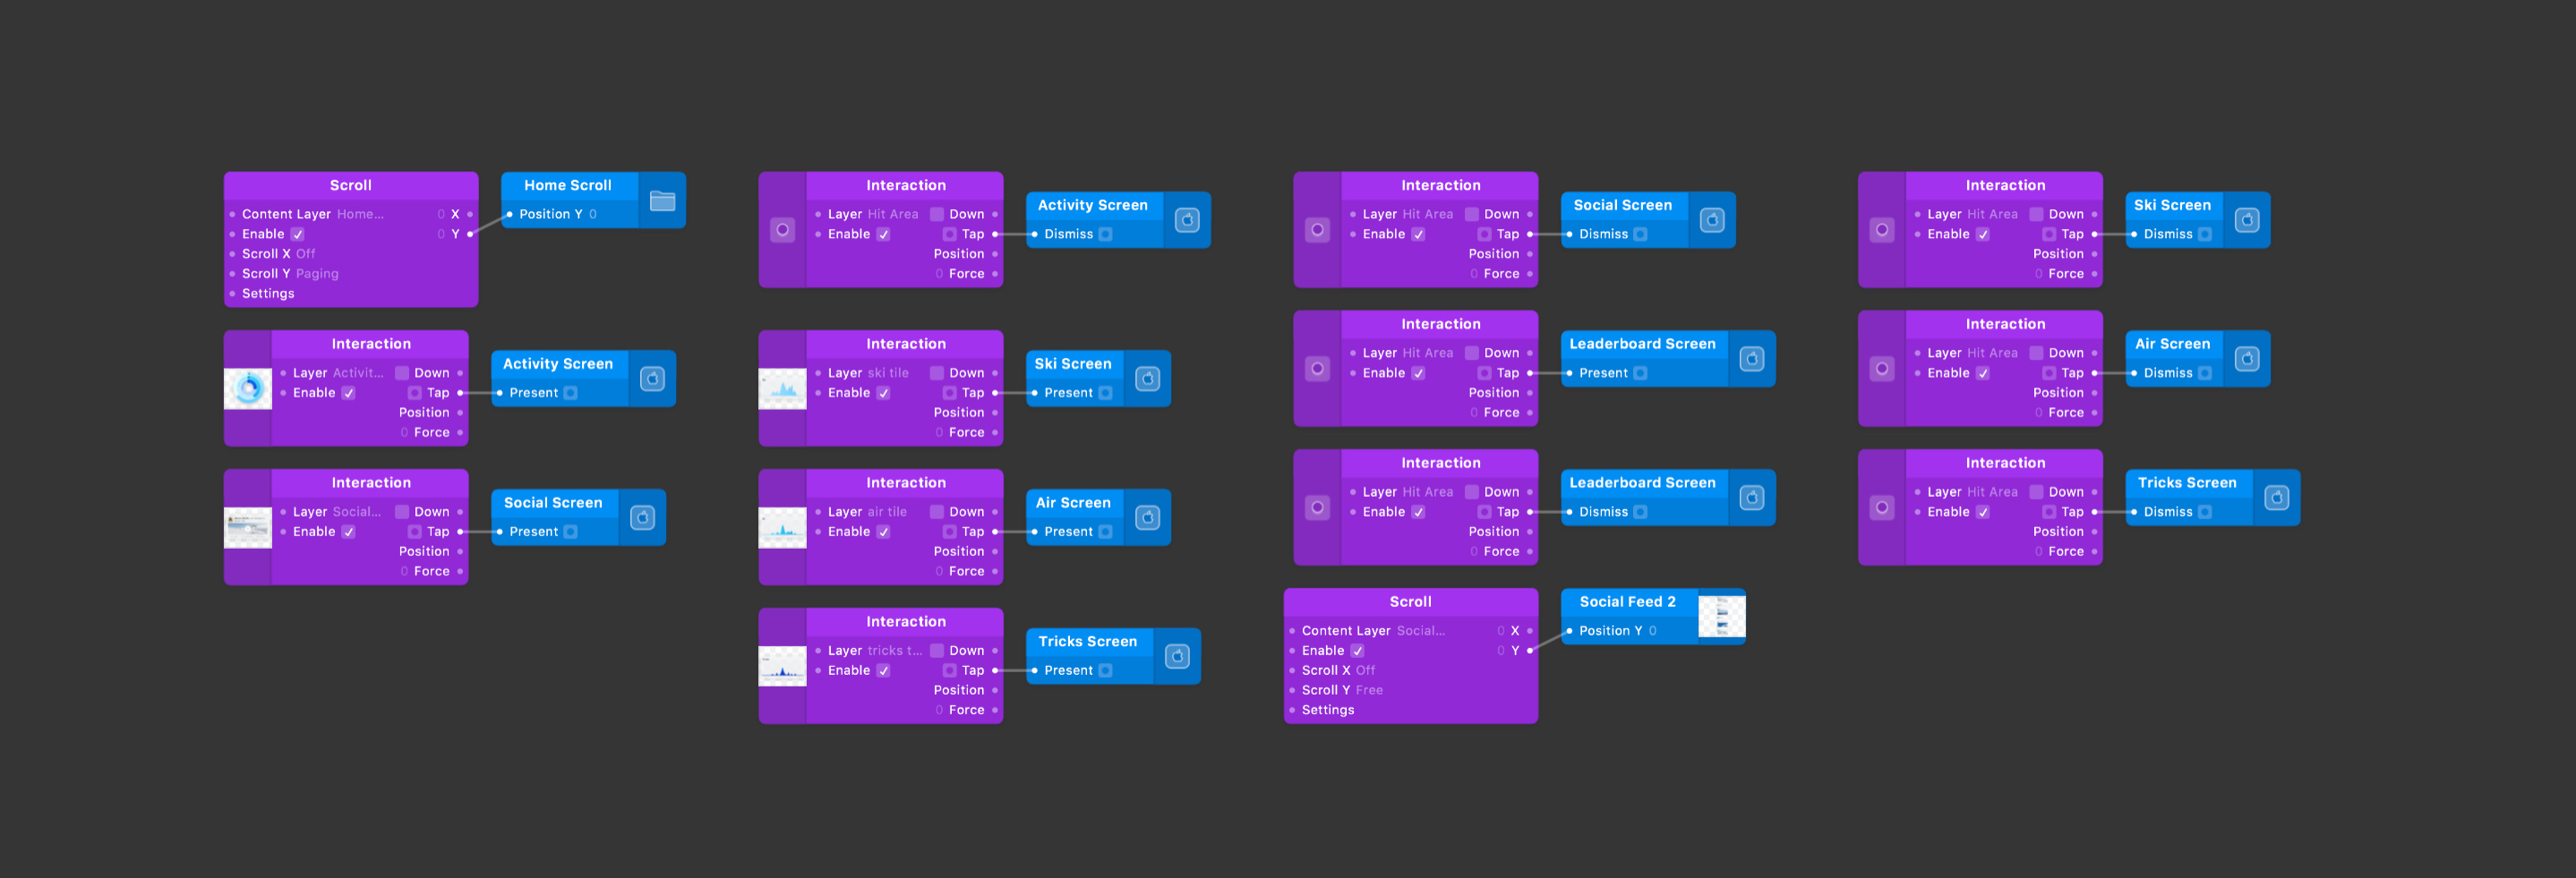 Scroll
Content Layer Home... 0 X
Enable 0 Y
Scroll X Off
Scroll Y Paging
Settings
Home Scroll
Position Y 0
Interaction
Layer Activit... Down
Enable Tap
Position
0 Force
Activity Screen
Present
Interaction
Layer Social... Down
Enable Tap
Position
0 Force
Social Screen
Present
Interaction
Layer Hit Area Down
Enable Tap
Position
0 Force
Activity Screen
Dismiss
Interaction
Layer ski tile Down
Enable Tap
Position
0 Force
Ski Screen
Present
Interaction
Layer air tile Down
Enable Tap
Position
0 Force
Air Screen
Present
Interaction
Layer tricks t... Down
Enable Tap
Position
0 Force
Tricks Screen
Present
Interaction
Layer Hit Area Down
Enable Tap
Position
0 Force
Social Screen
Dismiss
Interaction
Layer Hit Area Down
Enable Tap
Position
0 Force
Leaderboard Screen
Present
Interaction
Layer Hit Area Down
Enable Tap
Position
0 Force
Leaderboard Screen
Dismiss
Scroll
Content Layer Social... 0 X
Enable 0 Y
Scroll X Off
Scroll Y Free
Settings
Social Feed 2
Position Y 0
Interaction
Layer Hit Area Down
Enable Tap
Position
0 Force
Ski Screen
Dismiss
Interaction
Layer Hit Area Down
Enable Tap
Position
0 Force
Air Screen
Dismiss
Interaction
Layer Hit Area Down
Enable Tap
Position
0 Force
Tricks Screen
Dismiss